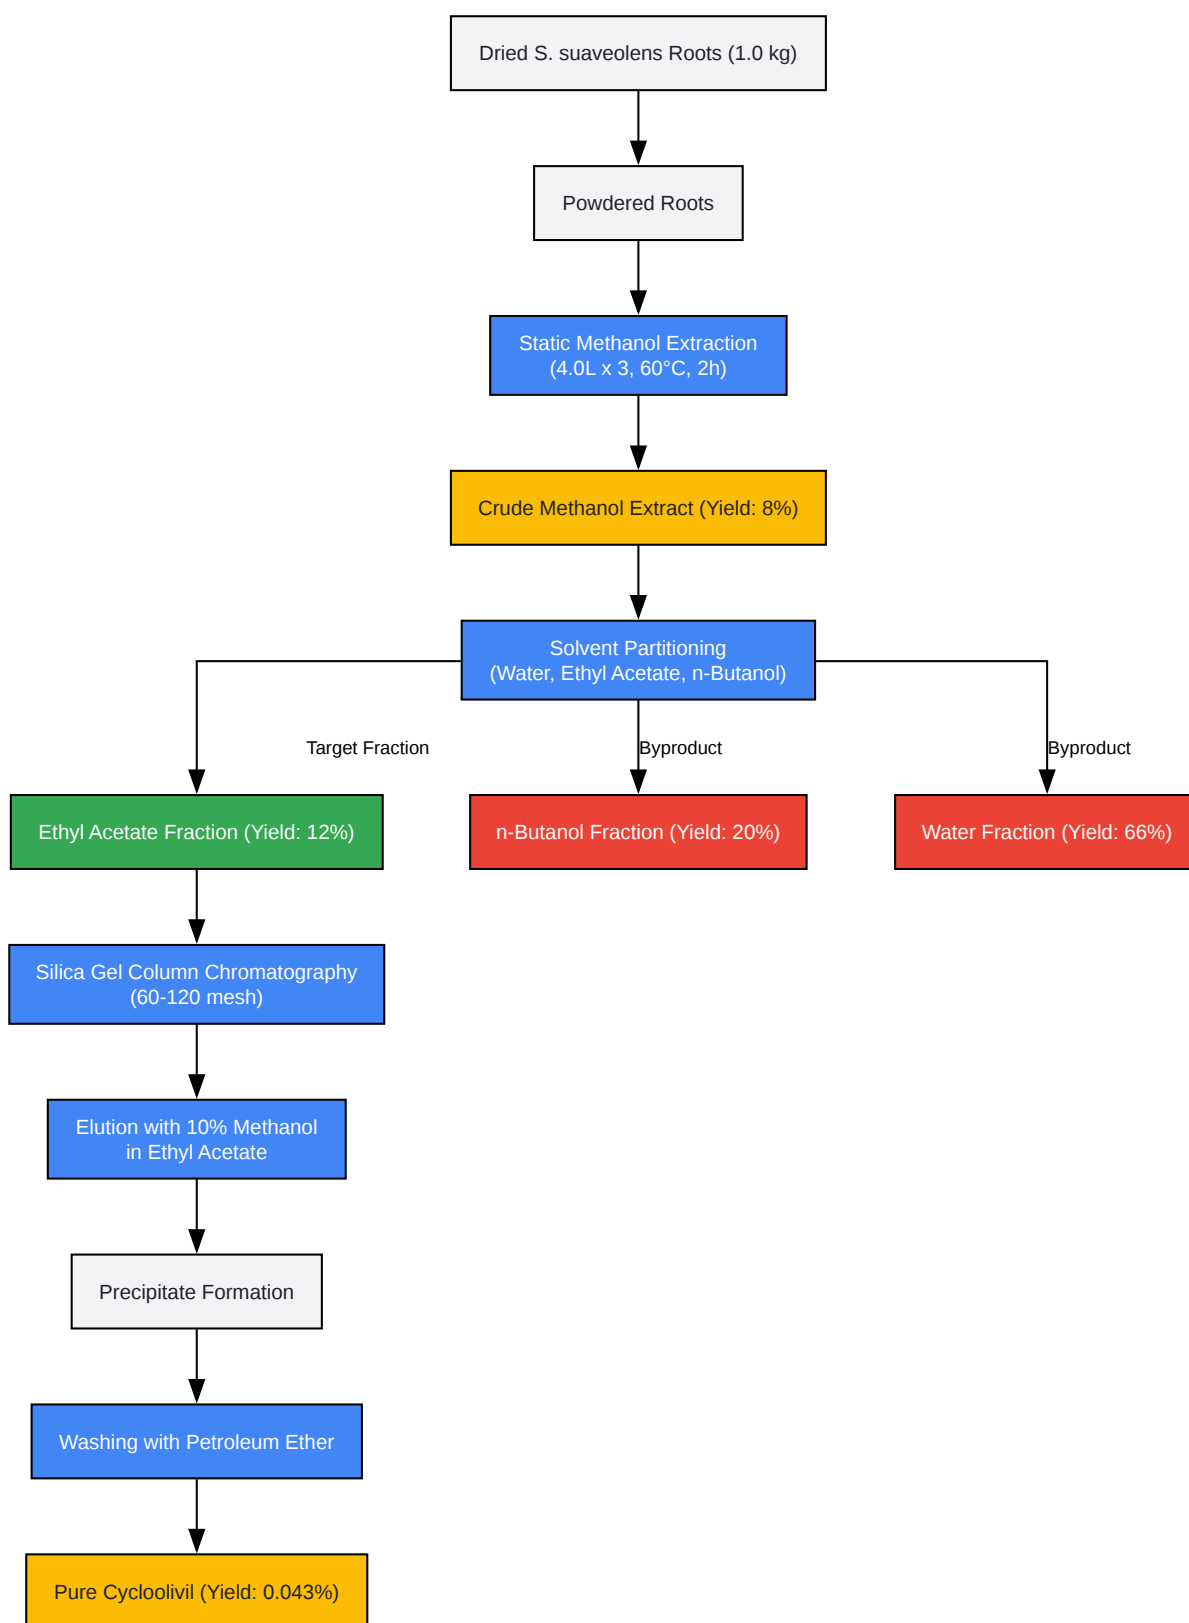 Dried S. suaveolens Roots (1.0 kg)
Powdered Roots
Static Methanol Extraction
(4.0L x 3, 60°C, 2h)
Crude Methanol Extract (Yield: 8%)
Solvent Partitioning
(Water, Ethyl Acetate, n-Butanol)
Target Fraction
Byproduct
Byproduct
Ethyl Acetate Fraction (Yield: 12%)
n-Butanol Fraction (Yield: 20%)
Water Fraction (Yield: 66%)
Silica Gel Column Chromatography
(60-120 mesh)
Elution with 10% Methanol
in Ethyl Acetate
Precipitate Formation
Washing with Petroleum Ether
Pure Cycloolivil (Yield: 0.043%)